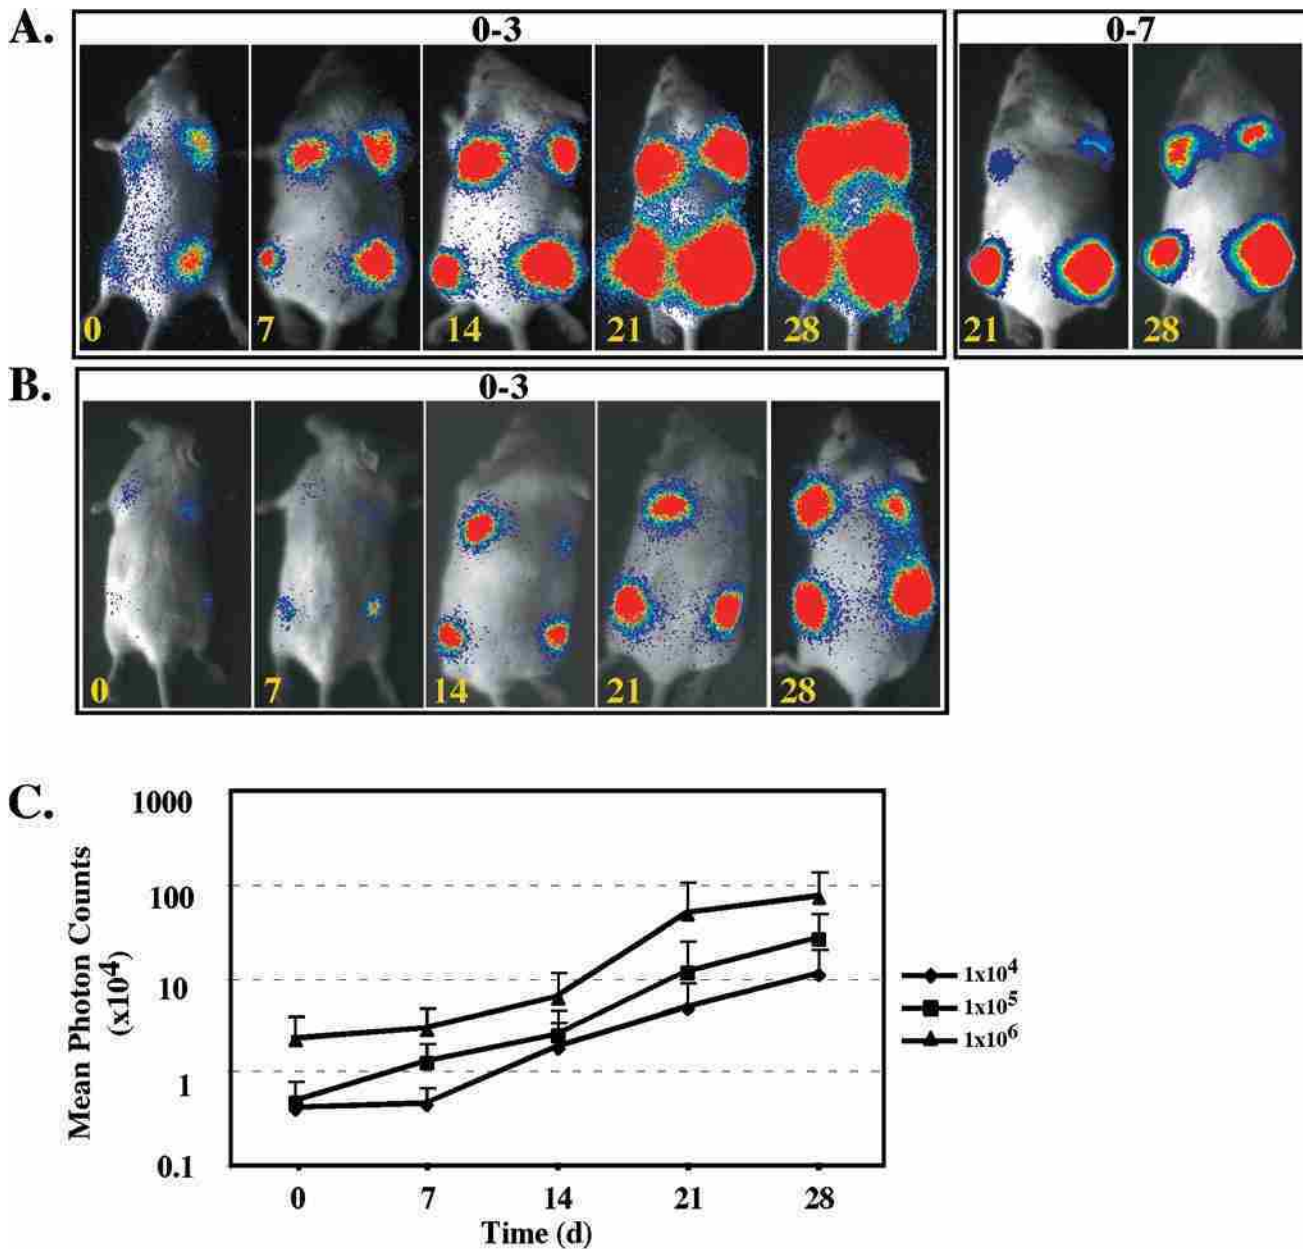 A.
0-3
0-7
0 7 14 21 28 21 28
B.
0-3
0 7 14 21 28
C.
Mean Photon Counts
(x10⁴)
1000
100
10
1
0.1
0 7 14 21 28
Time (d)
1x10⁴
1x10⁵
1x10⁶